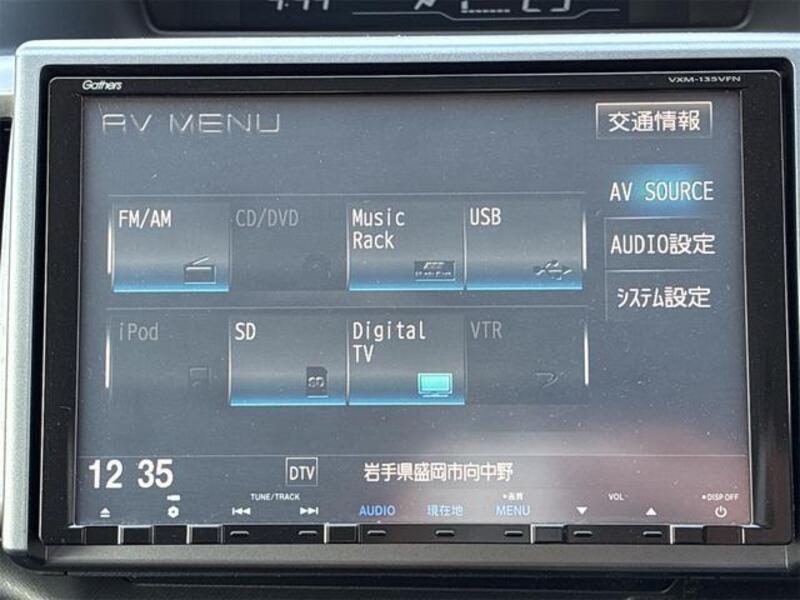 Gathers
VXM-135VFN
AV MENU
交通情報
AV SOURCE
AUDIO設定
システム設定
FM/AM
CD/DVD
Music
Rack
USB
iPod
SD
SD
Digital
TV
VTR
12 35
DTV
岩手県盛岡市向中野
TUNE/TRACK
AUDIO
現在地
•画質
MENU
VOL
•DISP OFF